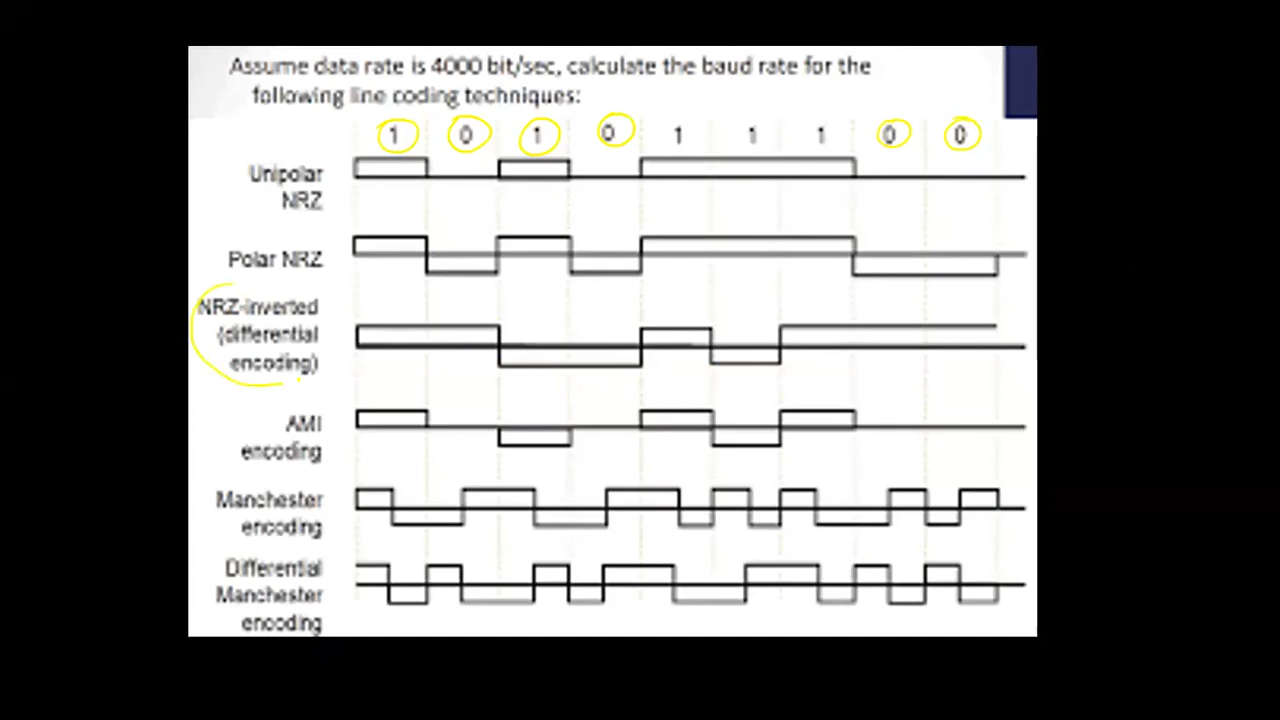 Assume data rate is 4000 bit/sec, calculate the baud rate for the
following line coding techniques:
1 0 1 0 1 1 1 0 0
Unipolar
NRZ
Polar NRZ
NRZ-inverted
(differential
encoding)
AMI
encoding
Manchester
encoding
Differential
Manchester
encoding